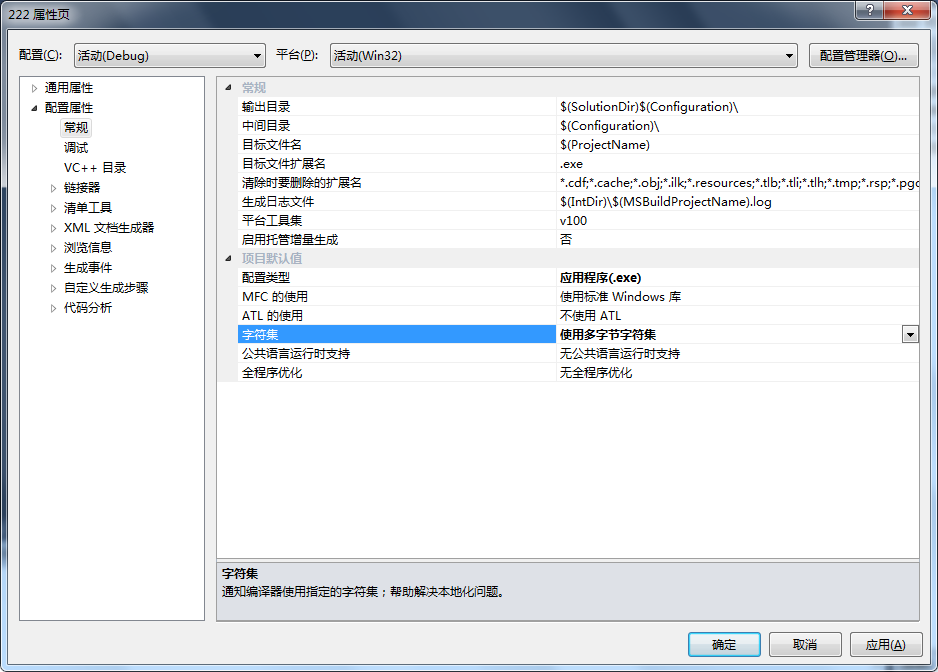 222 属性页
配置(C): 活动(Debug) 平台(P): 活动(Win32) 配置管理器(O)...
通用属性
配置属性
常规
调试
VC++ 目录
链接器
清单工具
XML 文档生成器
浏览信息
生成事件
自定义生成步骤
代码分析
常规
输出目录 $(SolutionDir)$(Configuration)\
中间目录 $(Configuration)\
目标文件名 $(ProjectName)
目标文件扩展名 .exe
清除时要删除的扩展名 *.cdf;*.cache;*.obj;*.ilk;*.resources;*.tlb;*.tli;*.tlh;*.tmp;*.rsp;*.pgc
生成日志文件 $(IntDir)\$(MSBuildProjectName).log
平台工具集 v100
启用托管增量生成 否
项目默认值
配置类型 应用程序(.exe)
MFC 的使用 使用标准 Windows 库
ATL 的使用 不使用 ATL
字符集 使用多字节字符集
公共语言运行时支持 无公共语言运行时支持
全程序优化 无全程序优化
字符集
通知编译器使用指定的字符集；帮助解决本地化问题。
确定 取消 应用(A)